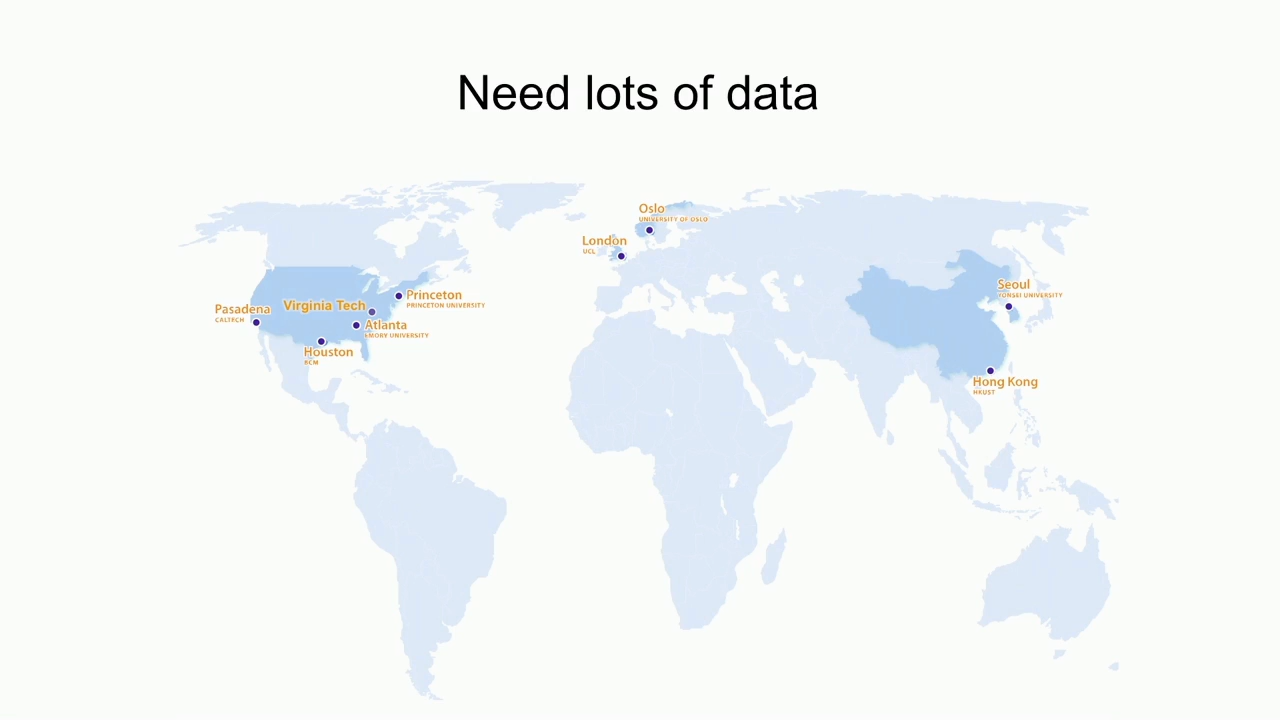 Need lots of data
Oslo
UNIVERSITY OF OSLO
London
UCL
Seoul
YONSEI UNIVERSITY
Princeton
PRINCETON UNIVERSITY
Virginia Tech
Pasadena
CALTECH
Atlanta
EMORY UNIVERSITY
Houston
BCM
Hong Kong
HKUST